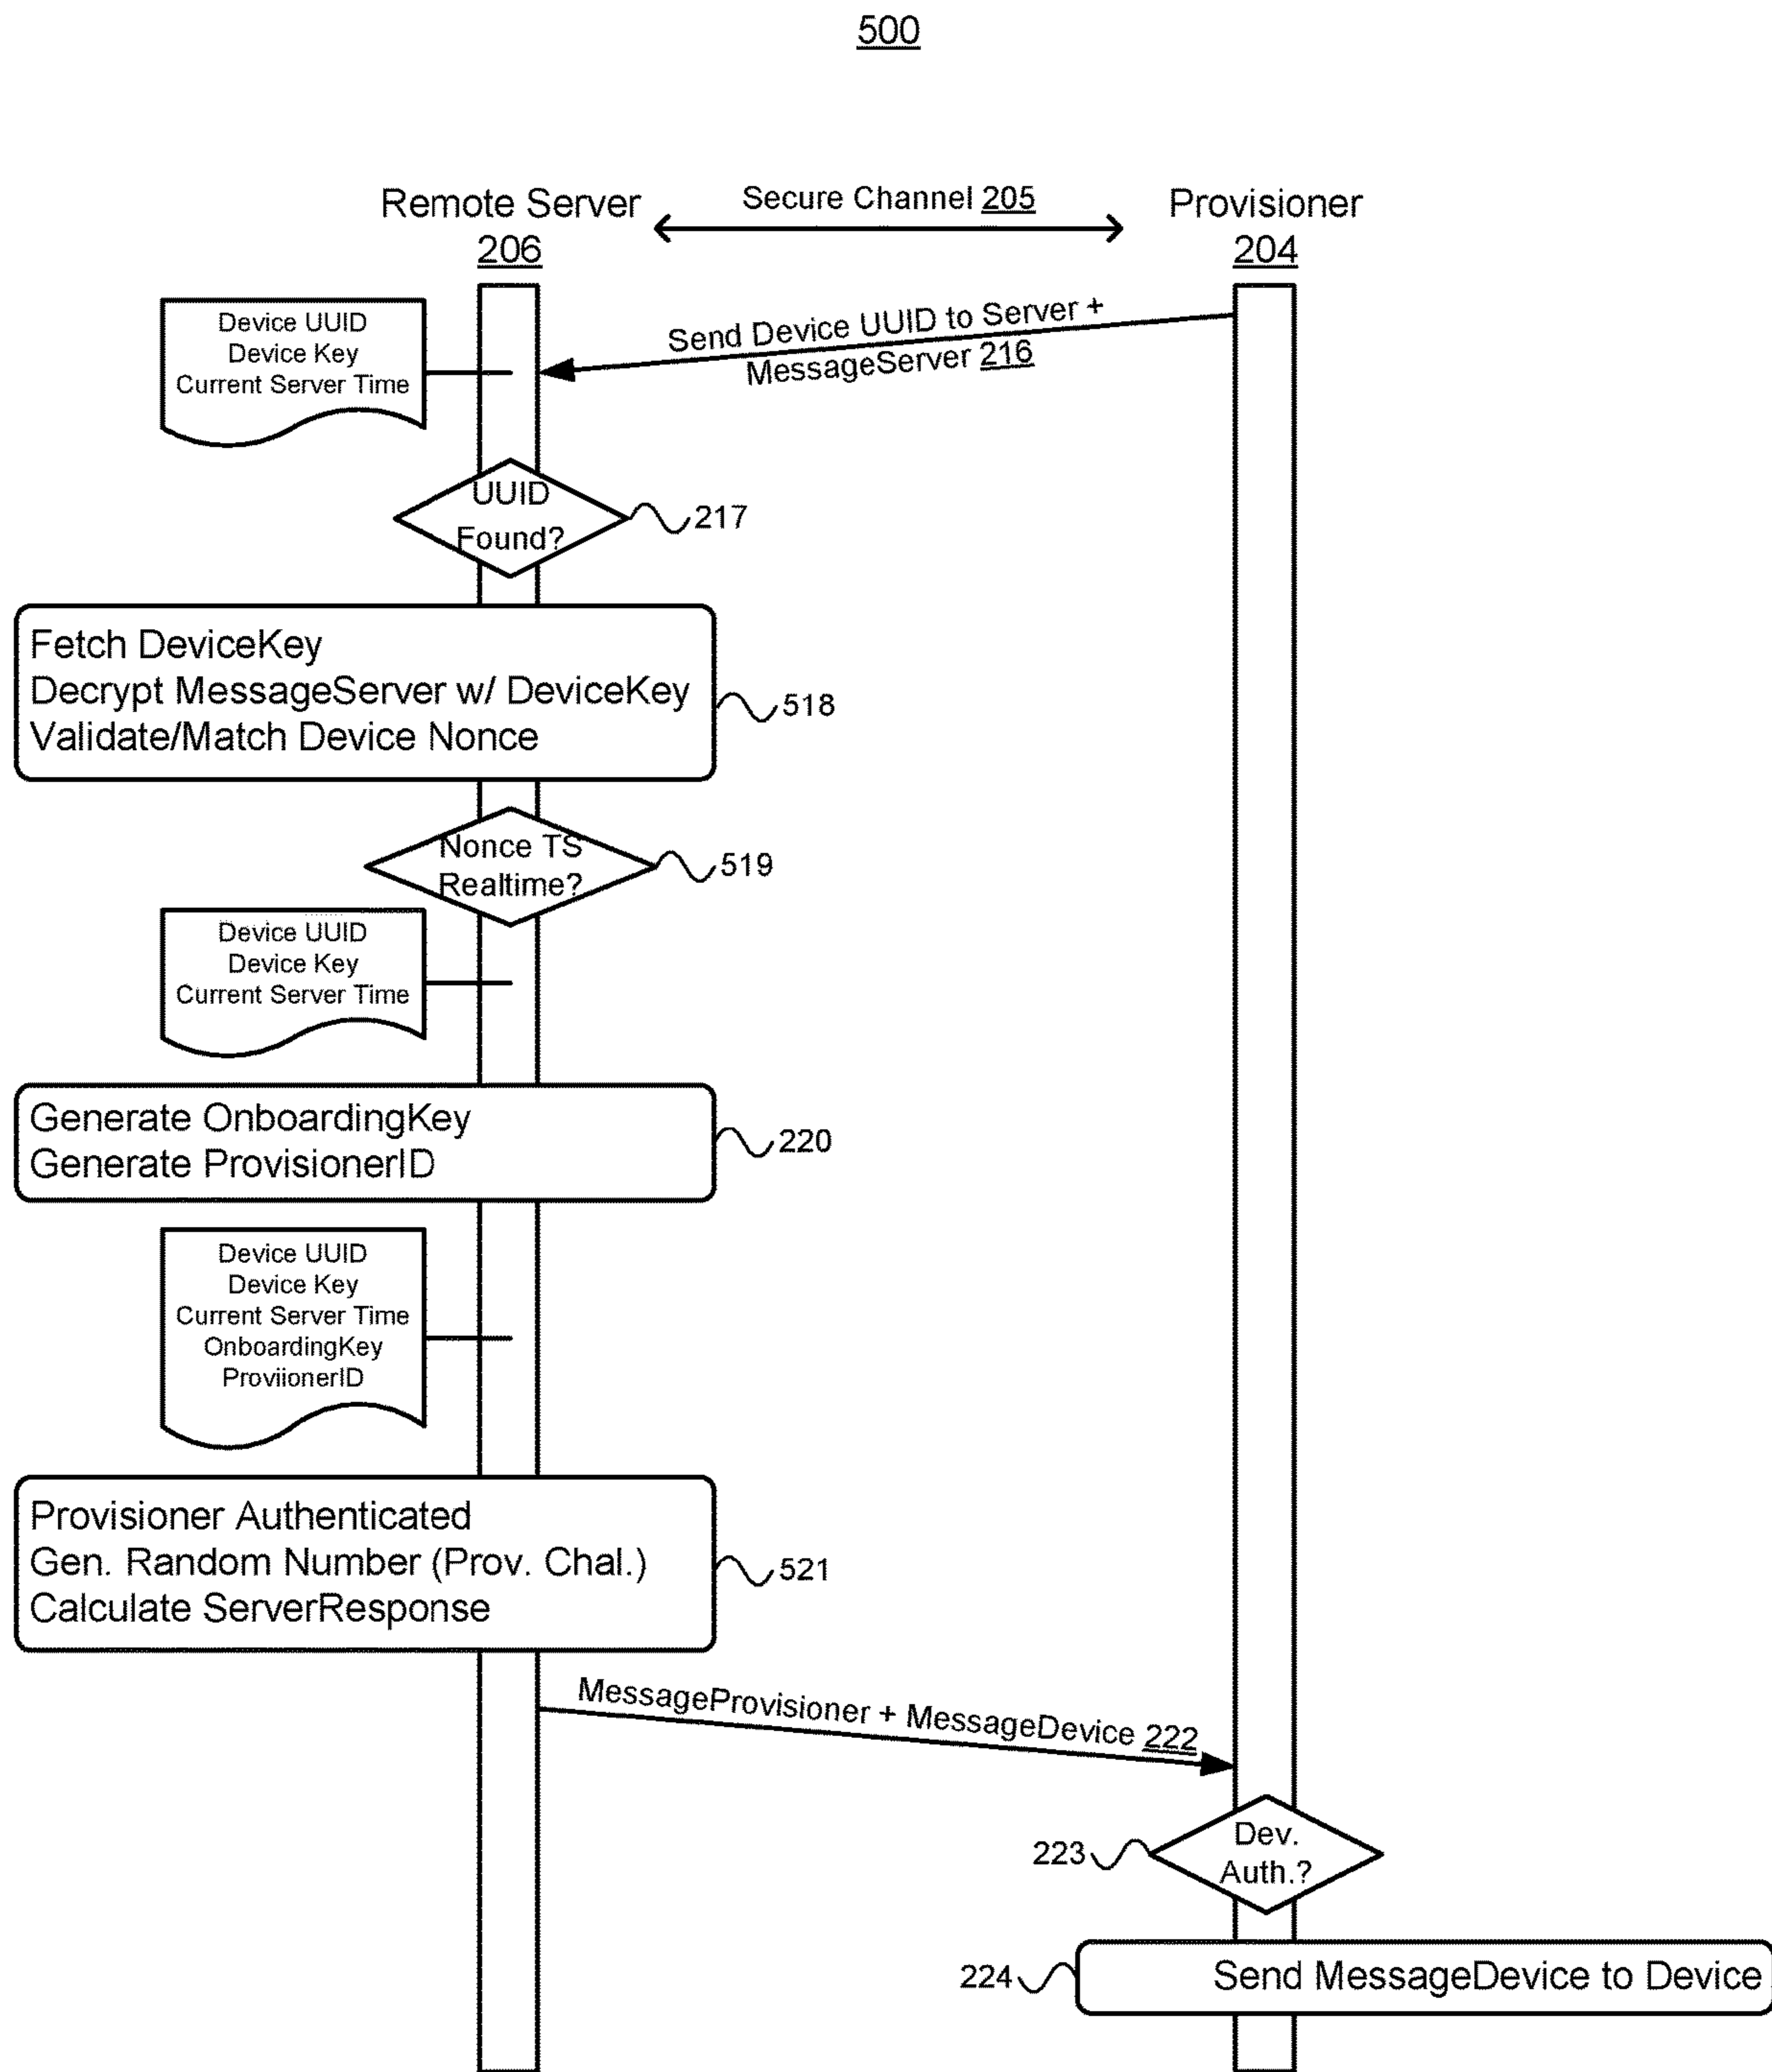 500
Remote Server
206
Secure Channel 205
Provisioner
204
Device UUID
Device Key
Current Server Time
Send Device UUID to Server +
MessageServer 216
UUID
Found?
217
Fetch DeviceKey
Decrypt MessageServer w/ DeviceKey
Validate/Match Device Nonce
518
Nonce TS
Realtime?
519
Device UUID
Device Key
Current Server Time
Generate OnboardingKey
Generate ProvisionerID
220
Device UUID
Device Key
Current Server Time
OnboardingKey
ProviionerID
Provisioner Authenticated
Gen. Random Number (Prov. Chal.)
Calculate ServerResponse
521
MessageProvisioner + MessageDevice 222
223
Dev.
Auth.?
224
Send MessageDevice to Device